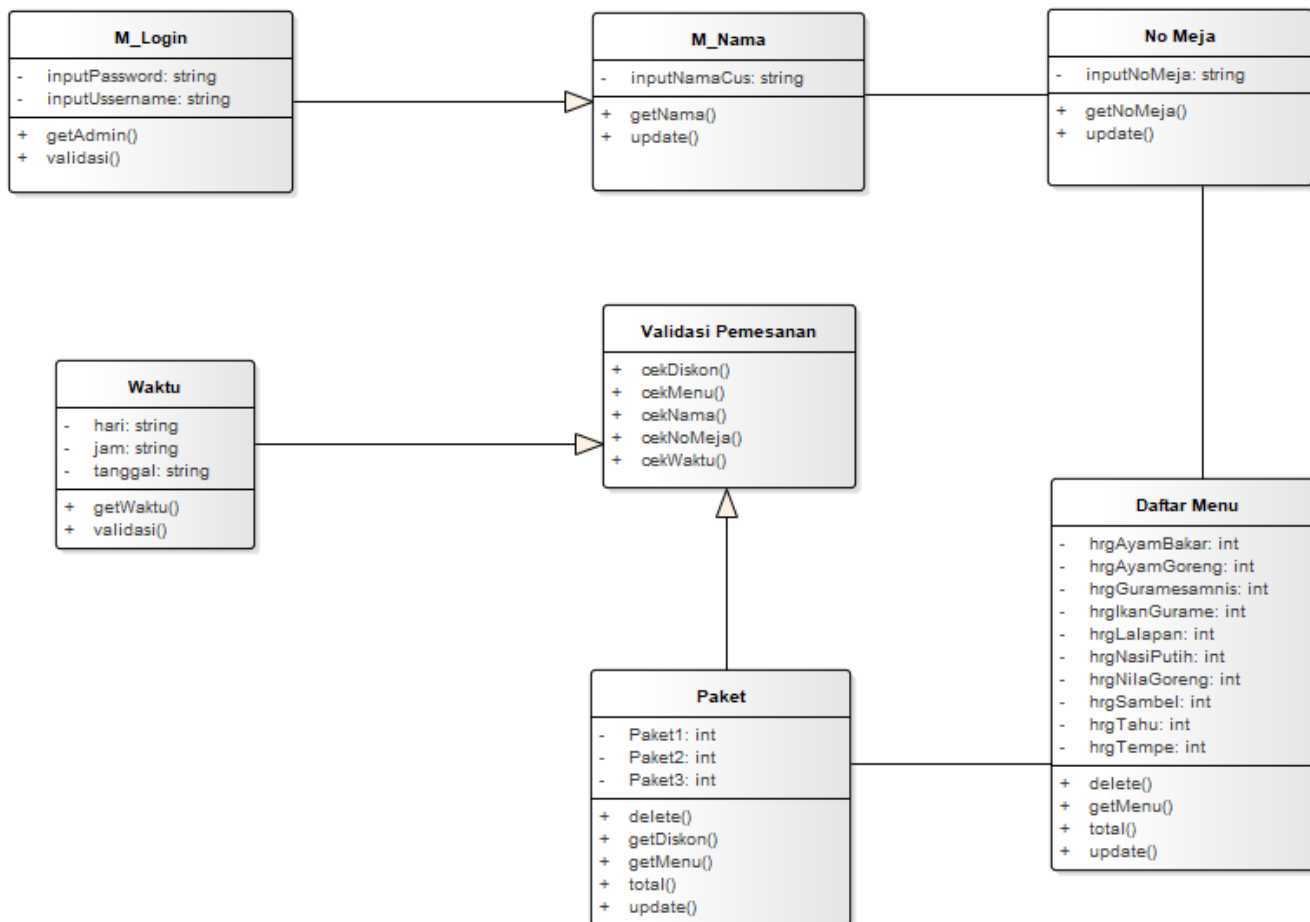 M_Login
- inputPassword: string
- inputUssername: string
+ getAdmin()
+ validasi()
M_Nama
- inputNamaCus: string
+ getNama()
+ update()
No Meja
- inputNoMeja: string
+ getNoMeja()
+ update()
Waktu
- hari: string
- jam: string
- tanggal: string
+ getWaktu()
+ validasi()
Validasi Pemesanan
+ cekDiskon()
+ cekMenu()
+ cekNama()
+ cekNoMeja()
+ cekWaktu()
Paket
- Paket1: int
- Paket2: int
- Paket3: int
+ delete()
+ getDiskon()
+ getMenu()
+ total()
+ update()
Daftar Menu
- hrgAyamBakar: int
- hrgAyamGoreng: int
- hrgGuramesamnis: int
- hrgIkanGurame: int
- hrgLalapan: int
- hrgNasiPutih: int
- hrgNilaGoreng: int
- hrgSambel: int
- hrgTahu: int
- hrgTempe: int
+ delete()
+ getMenu()
+ total()
+ update()